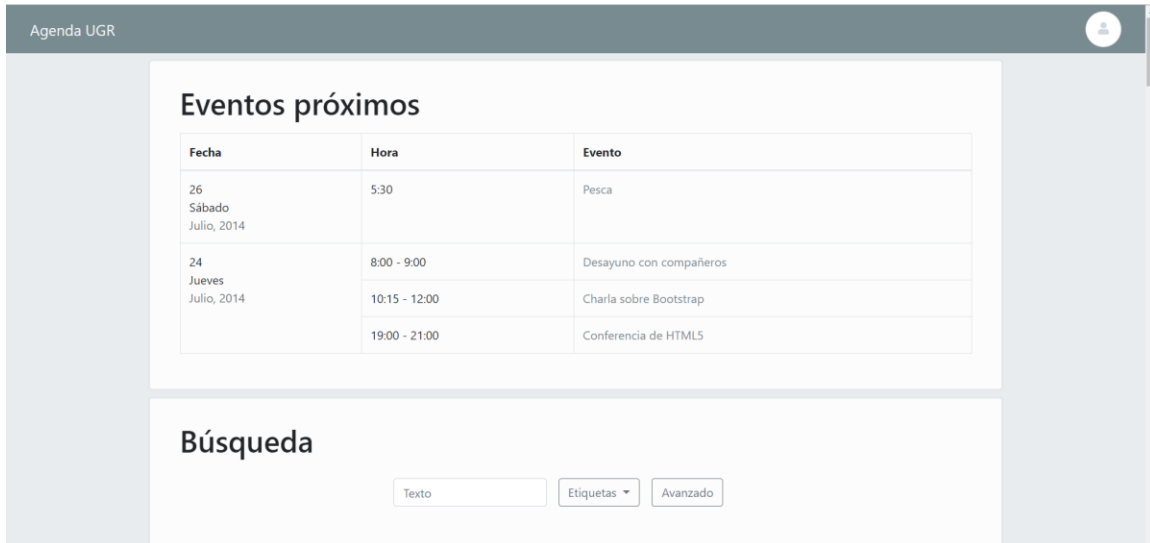 Agenda UGR
Eventos próximos
Fecha Hora Evento
26 5:30 Pesca
Sábado
Julio, 2014
24 8:00 - 9:00 Desayuno con compañeros
Jueves
Julio, 2014 10:15 - 12:00 Charla sobre Bootstrap
19:00 - 21:00 Conferencia de HTML5
Búsqueda
Texto Etiquetas Avanzado